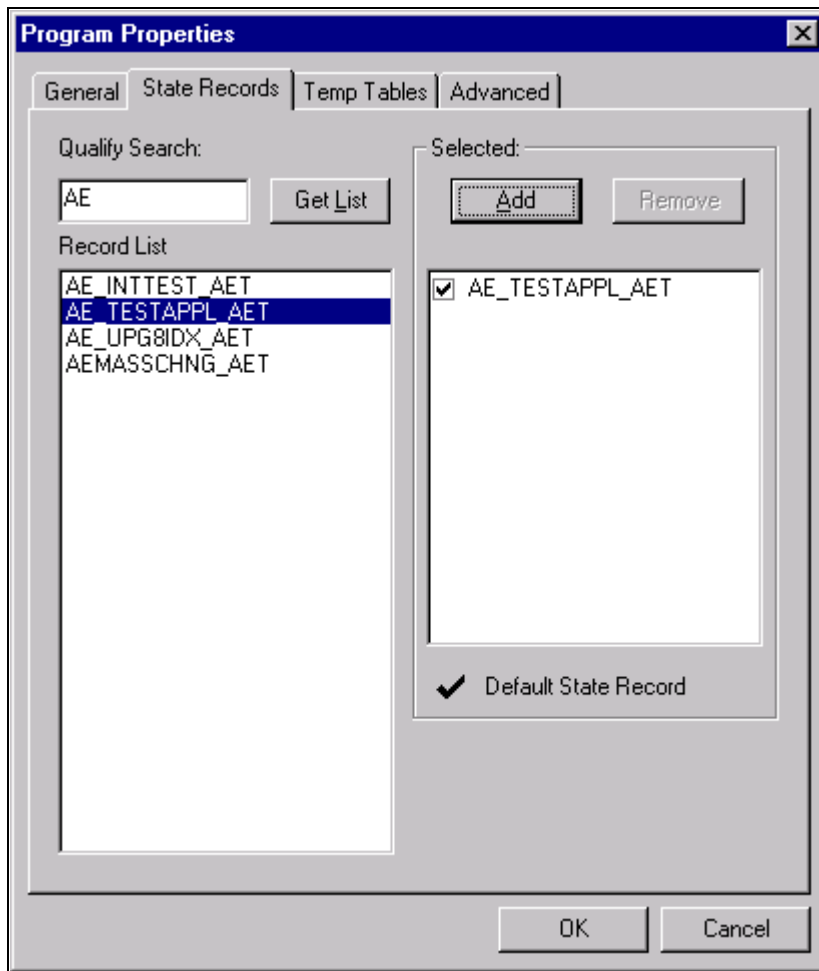 Program Properties
General State Records Temp Tables Advanced
Qualify Search:
AE
Get List
Record List
AE_INTTEST_AET
AE_TESTAPPL_AET
AE_UPG8IDX_AET
AEMASSCHNG_AET
Selected:
Add Remove
AE_TESTAPPL_AET
Default State Record
OK Cancel